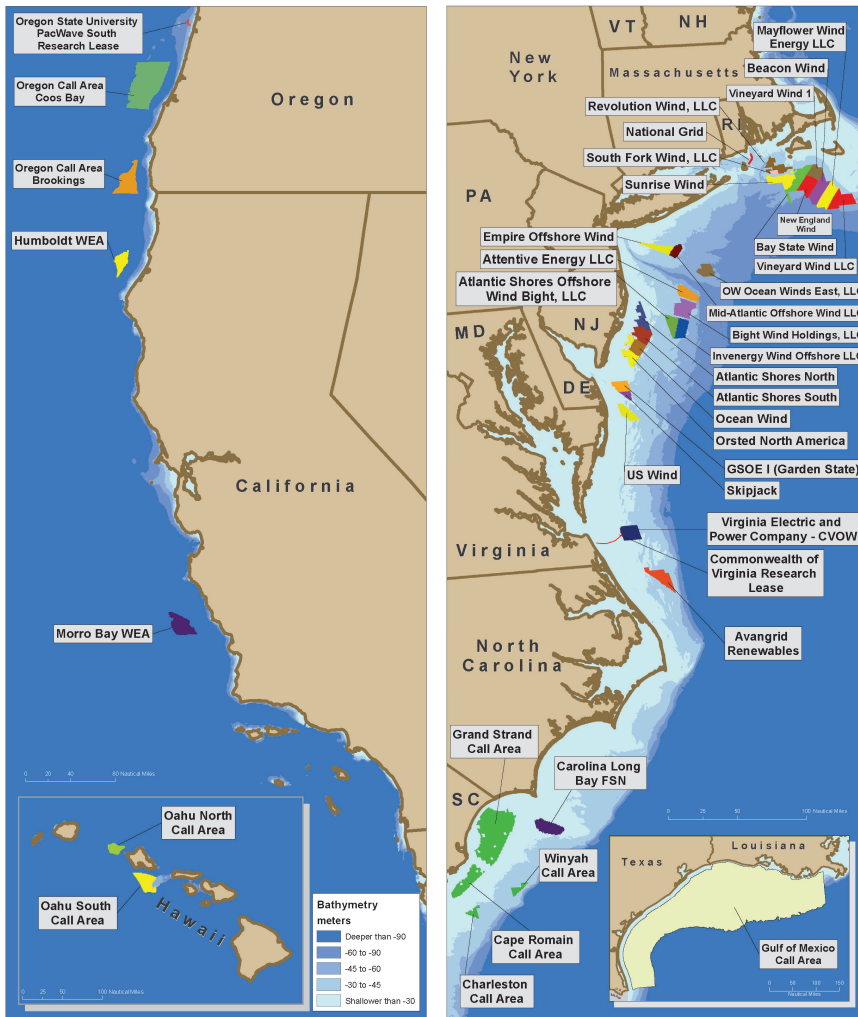 Oregon State University
PacWave South
Research Lease
Oregon Call Area
Coos Bay
Oregon
Oregon Call Area
Brookings
Humboldt WEA
California
Morro Bay WEA
0 20 40 80 Nautical Miles
Oahu North
Call Area
Oahu South
Call Area
Hawaii
0 25 50 100 Nautical Miles
Bathymetry
meters
Deeper than -90
-60 to -90
-45 to -60
-30 to -45
Shallower than -30
VT
NH
New
York
Massachusetts
RI
PA
NJ
MD
DE
Virginia
North
Carolina
SC
Mayflower Wind
Energy LLC
Beacon Wind
Vineyard Wind 1
Revolution Wind, LLC
National Grid
South Fork Wind, LLC
Sunrise Wind
New England
Wind
Bay State Wind
Vineyard Wind LLC
Empire Offshore Wind
Attentive Energy LLC
Atlantic Shores Offshore
Wind Bight, LLC
OW Ocean Winds East, LLC
Mid-Atlantic Offshore Wind LLC
Bight Wind Holdings, LLC
Invenergy Wind Offshore LLC
Atlantic Shores North
Atlantic Shores South
Ocean Wind
Orsted North America
GSOE I (Garden State)
Skipjack
US Wind
Virginia Electric and
Power Company - CVOW
Commonwealth of
Virginia Research
Lease
Avangrid
Renewables
Grand Strand
Call Area
Carolina Long
Bay FSN
Winyah
Call Area
Cape Romain
Call Area
Charleston
Call Area
0 25 50 100 Nautical Miles
Texas
Louisiana
Gulf of Mexico
Call Area
0 50 100 150
Nautical Miles